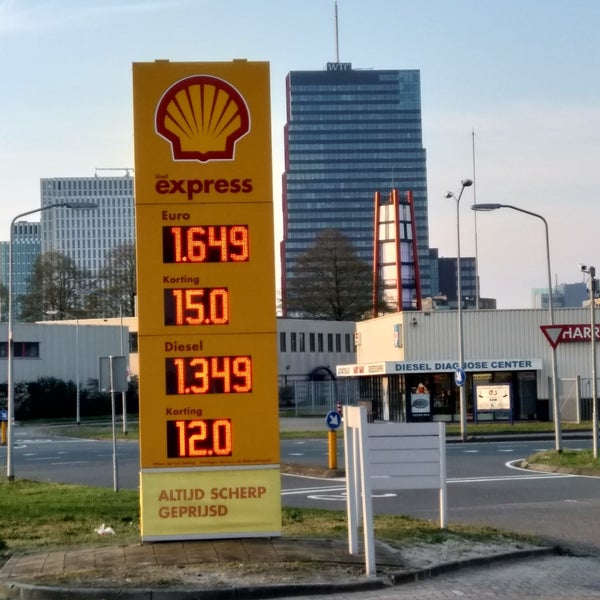 WTC
Shell
express
Euro
1.649
Korting
15.0
Diesel
1.349
Korting
12.0
ALTIJD SCHERP
GEPRIJSD
DIESEL DIAGNOSE CENTER
HARR